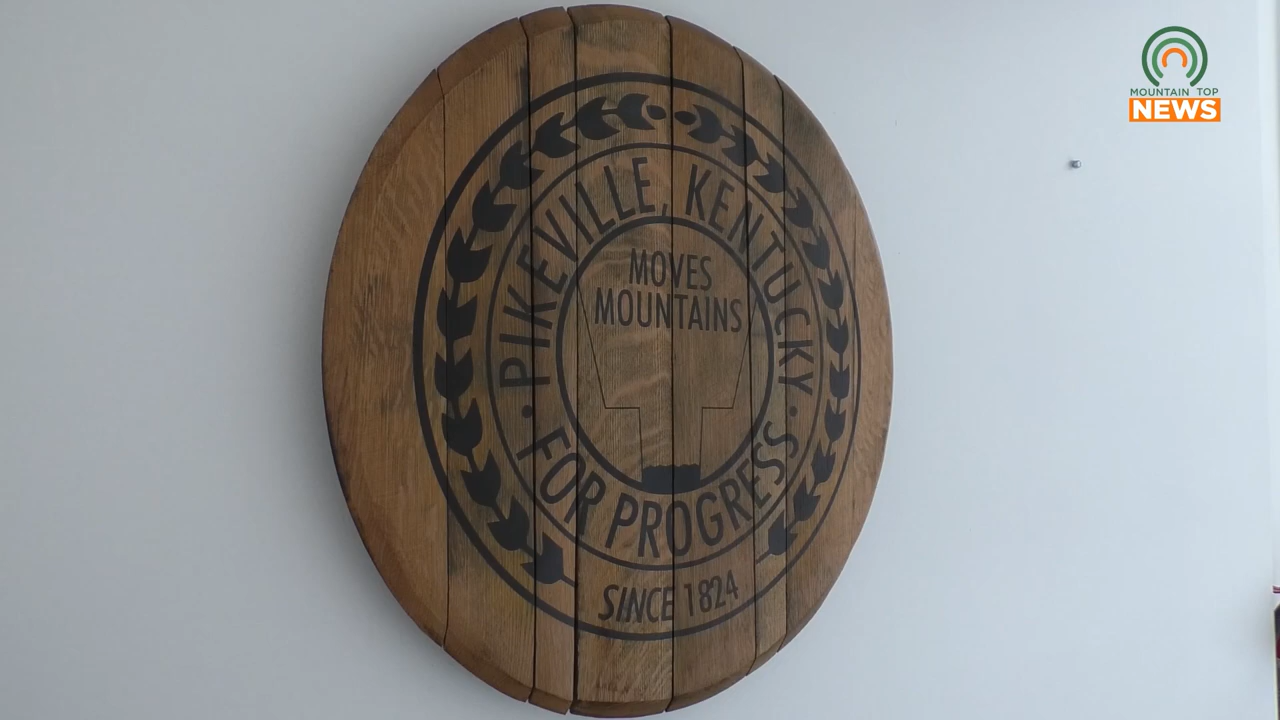 PIKEVILLE, KENTUCKY
MOVES
MOUNTAINS
FOR PROGRESS
SINCE 1824
MOUNTAIN TOP
NEWS